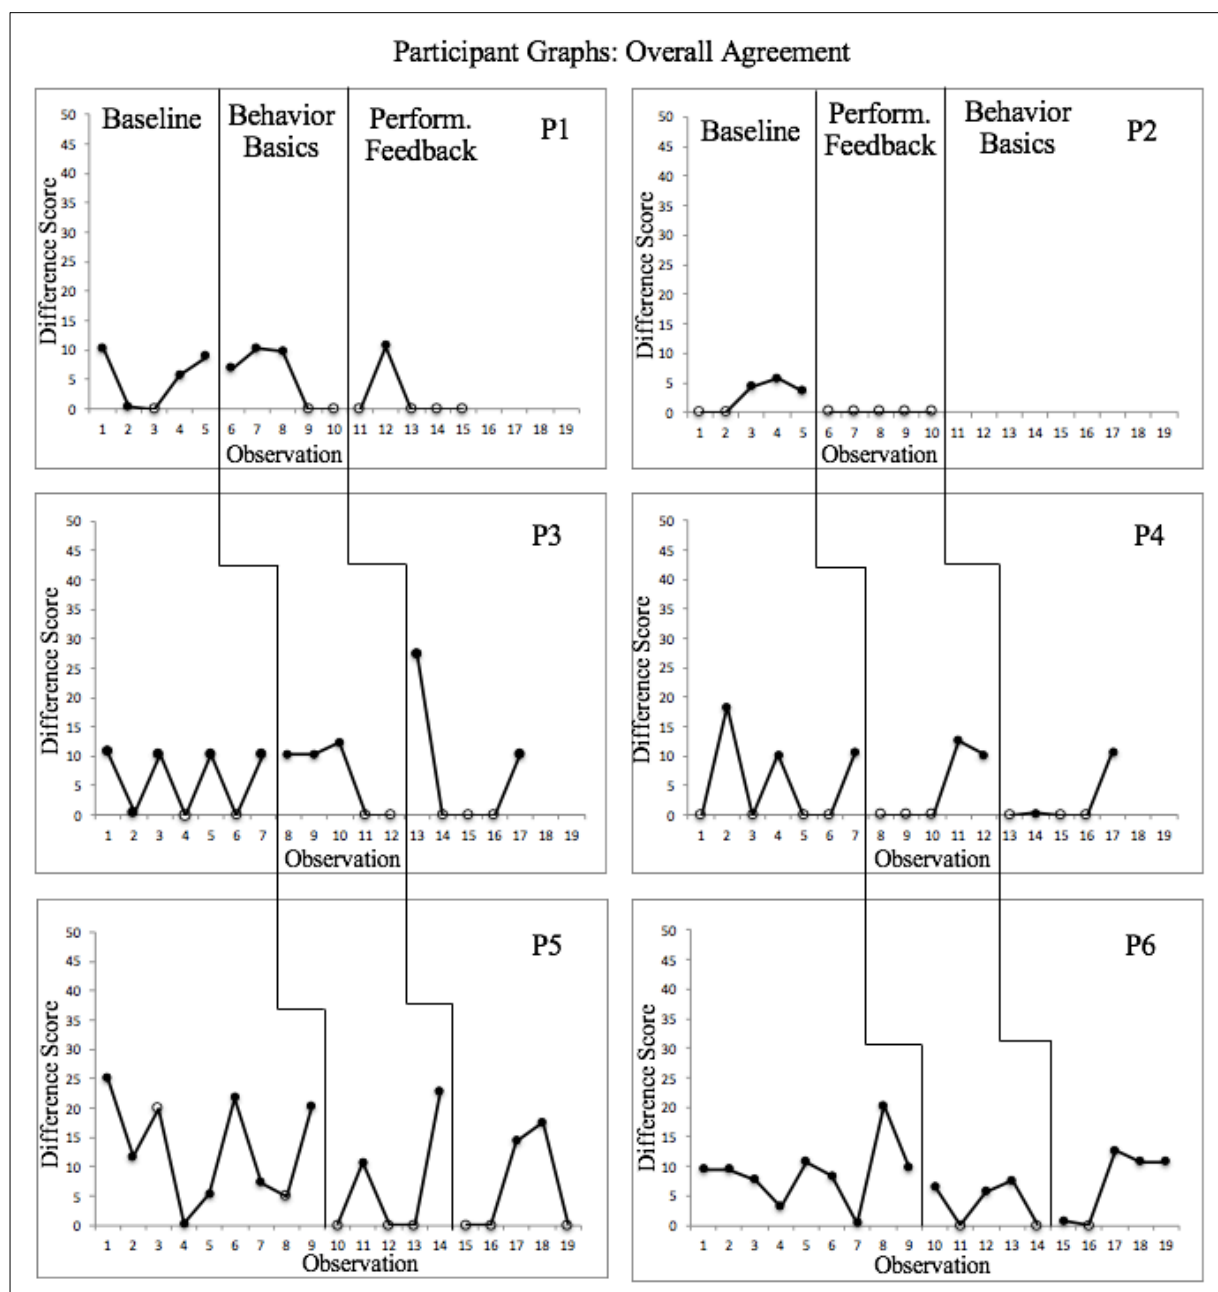 Participant Graphs: Overall Agreement
Baseline Behavior Basics Perform. Feedback P1
Difference Score
50
45
40
35
30
25
20
15
10
5
0
1 2 3 4 5 6 7 8 9 10 11 12 13 14 15 16 17 18 19
Observation
Baseline Perform. Feedback Behavior Basics P2
Difference Score
50
45
40
35
30
25
20
15
10
5
0
1 2 3 4 5 6 7 8 9 10 11 12 13 14 15 16 17 18 19
Observation
P3
Difference Score
50
45
40
35
30
25
20
15
10
5
0
1 2 3 4 5 6 7 8 9 10 11 12 13 14 15 16 17 18 19
Observation
P4
Difference Score
50
45
40
35
30
25
20
15
10
5
0
1 2 3 4 5 6 7 8 9 10 11 12 13 14 15 16 17 18 19
Observation
P5
Difference Score
50
45
40
35
30
25
20
15
10
5
0
1 2 3 4 5 6 7 8 9 10 11 12 13 14 15 16 17 18 19
Observation
P6
Difference Score
50
45
40
35
30
25
20
15
10
5
0
1 2 3 4 5 6 7 8 9 10 11 12 13 14 15 16 17 18 19
Observation